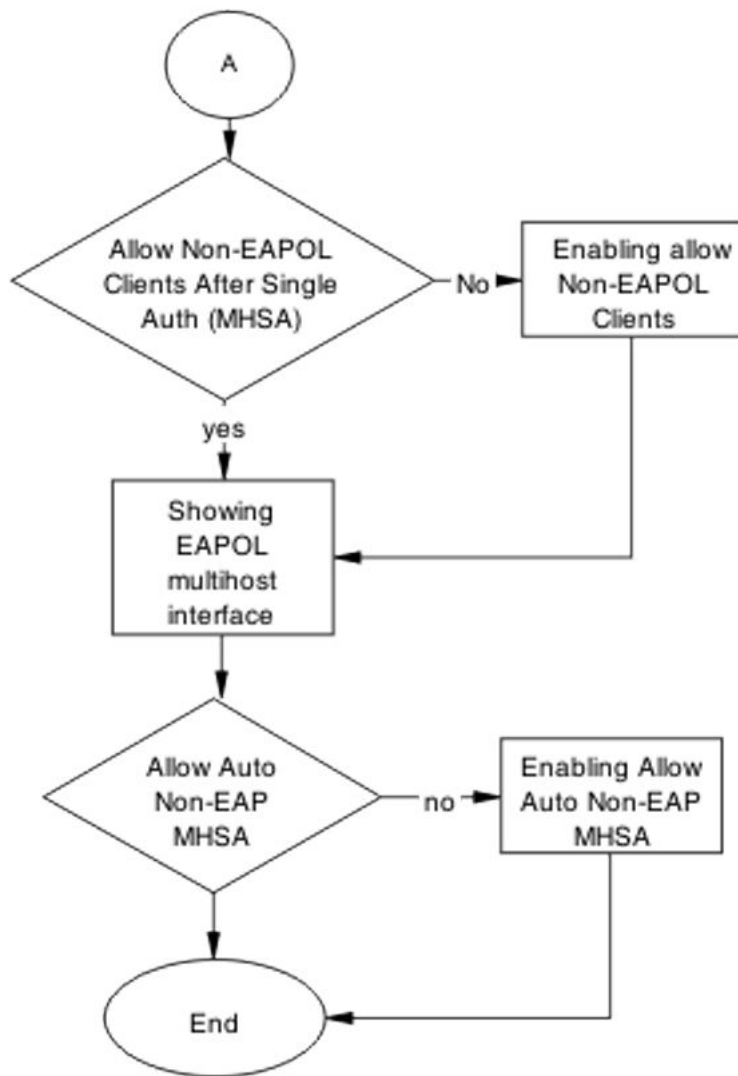 A
Allow Non-EAPOL
Clients After Single
Auth (MHSA)
No
Enabling allow
Non-EAPOL
Clients
yes
Showing
EAPOL
multihost
interface
Allow Auto
Non-EAP
MHSA
no
Enabling Allow
Auto Non-EAP
MHSA
End